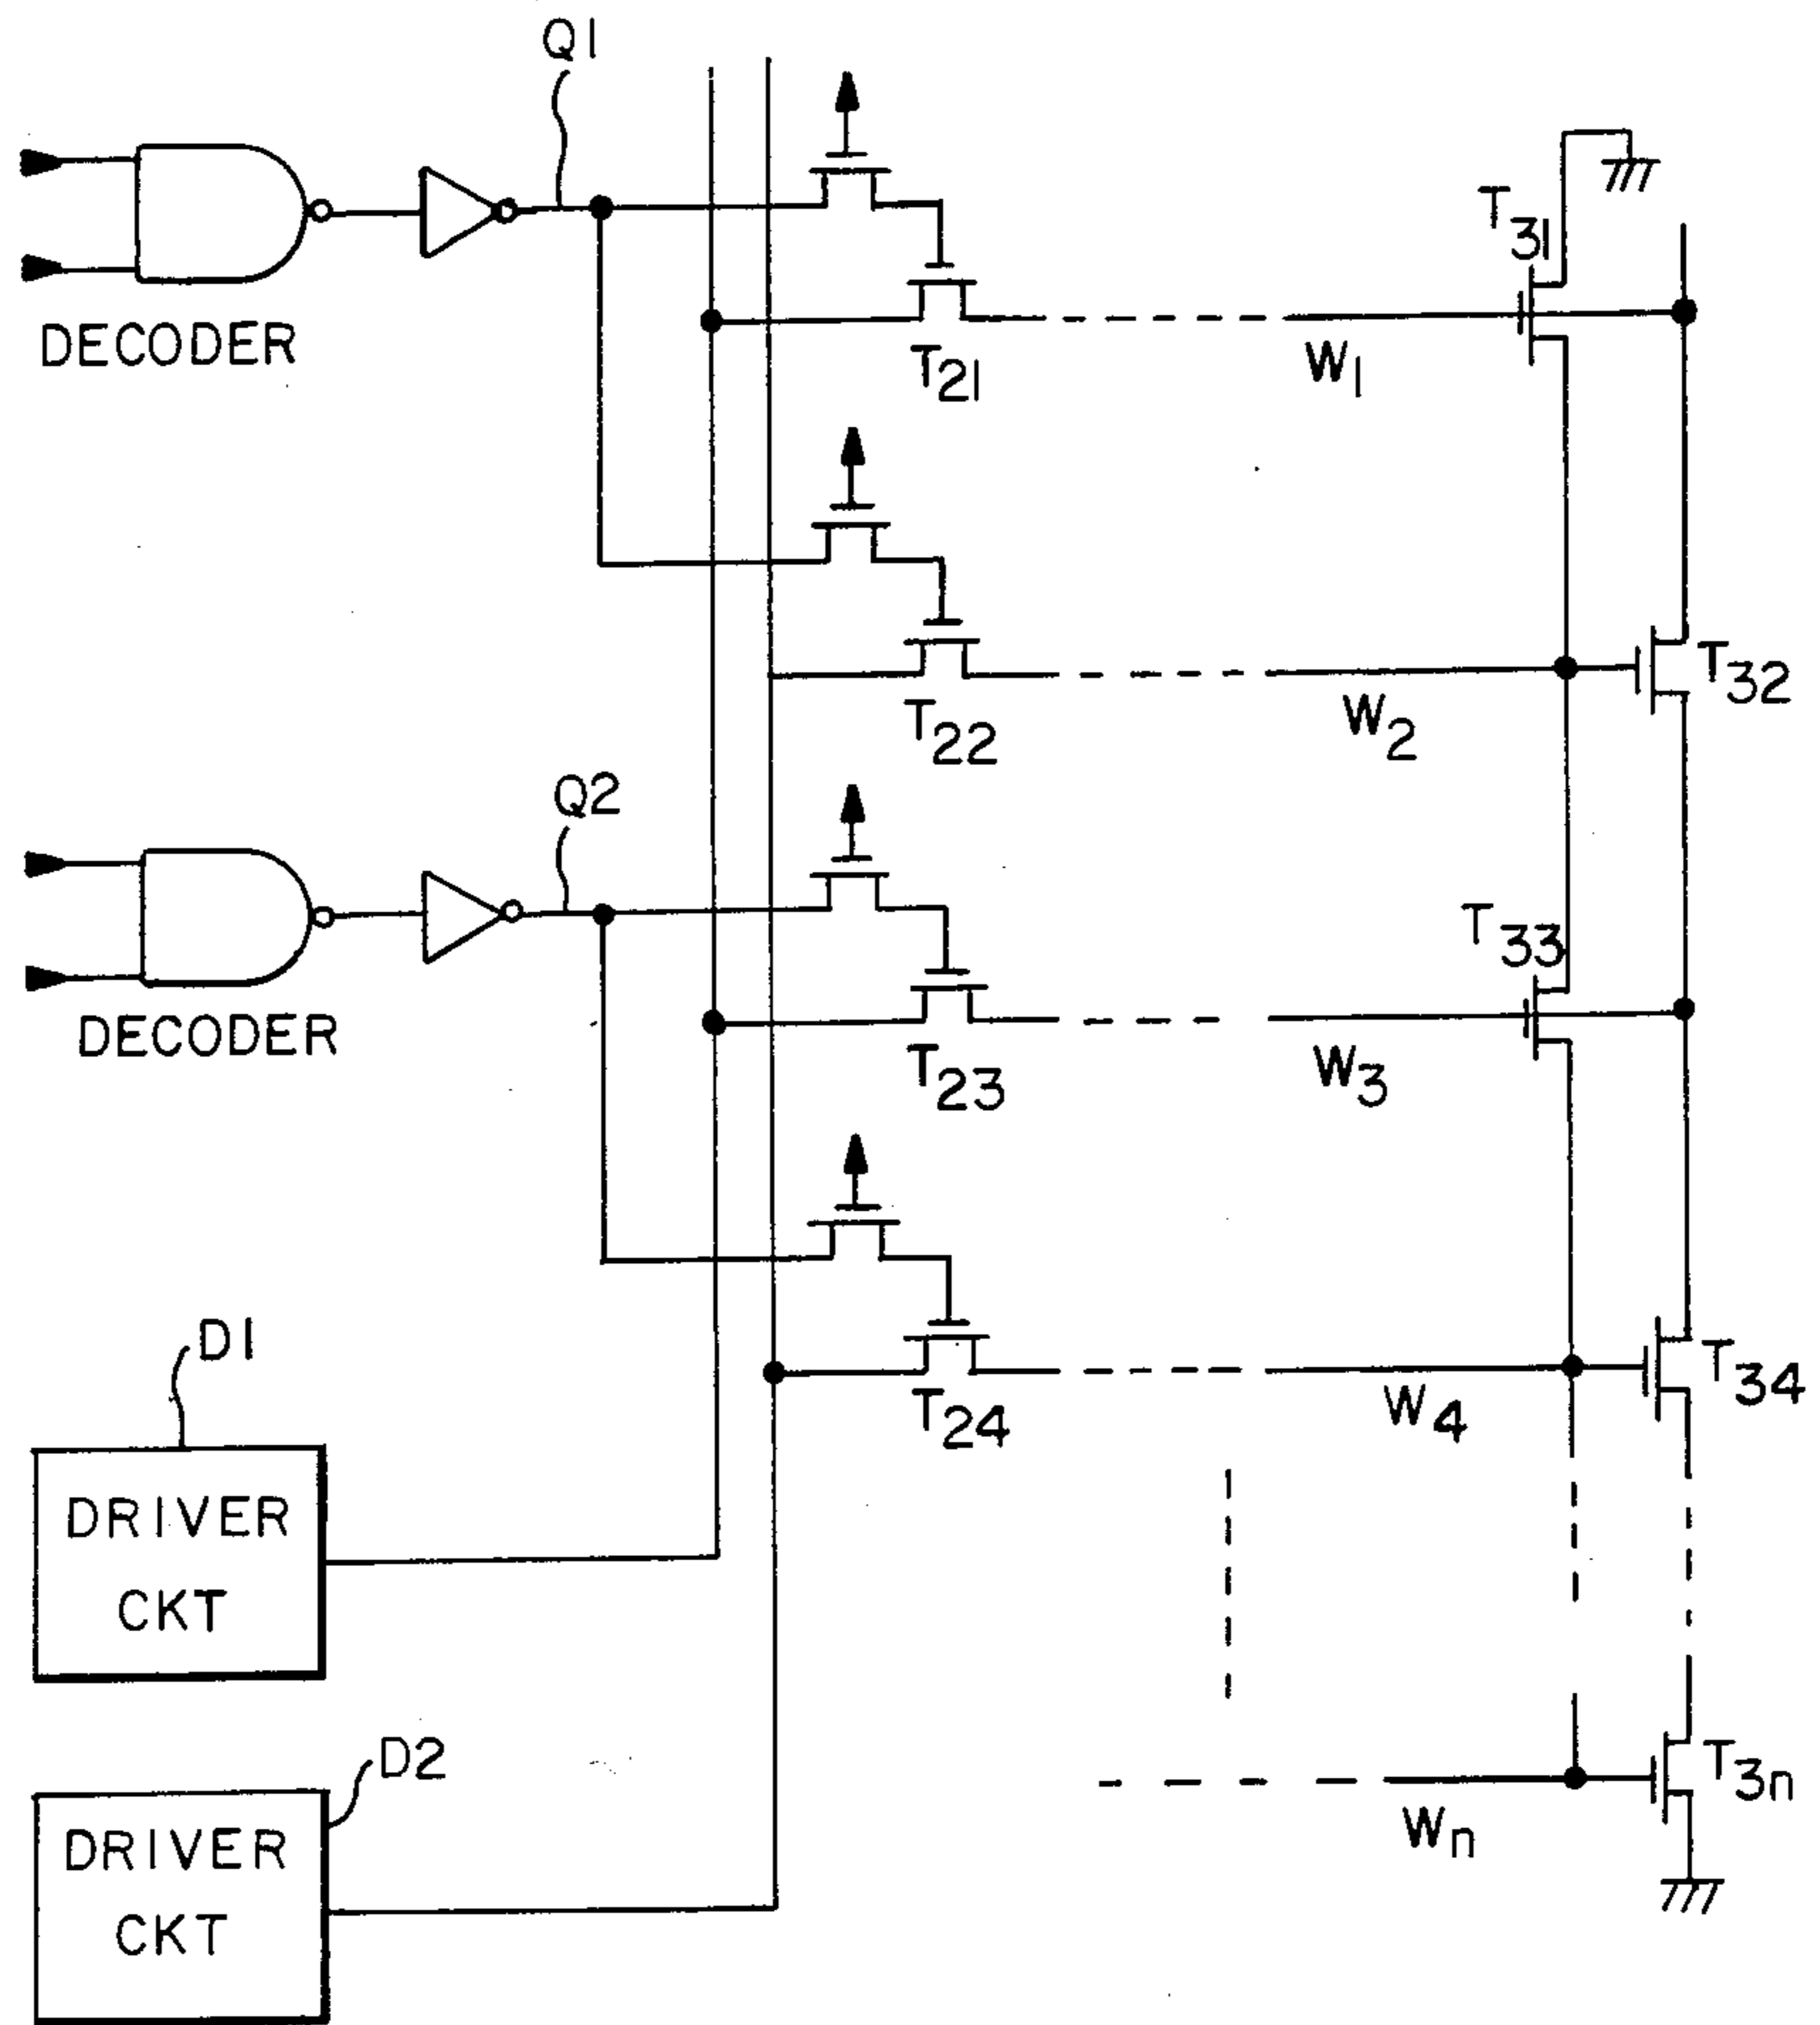 Q1
T31
DECODER
T21
W1
T32
T22
W2
Q2
T33
DECODER
T23
W3
D1
T34
T24
W4
DRIVER
CKT
D2
T3n
DRIVER
Wn
CKT